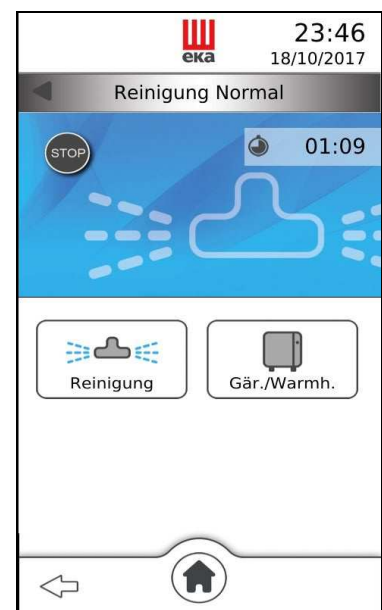 eka
23:46
18/10/2017
Reinigung Normal
STOP
01:09
Reinigung
Gär./Warmh.